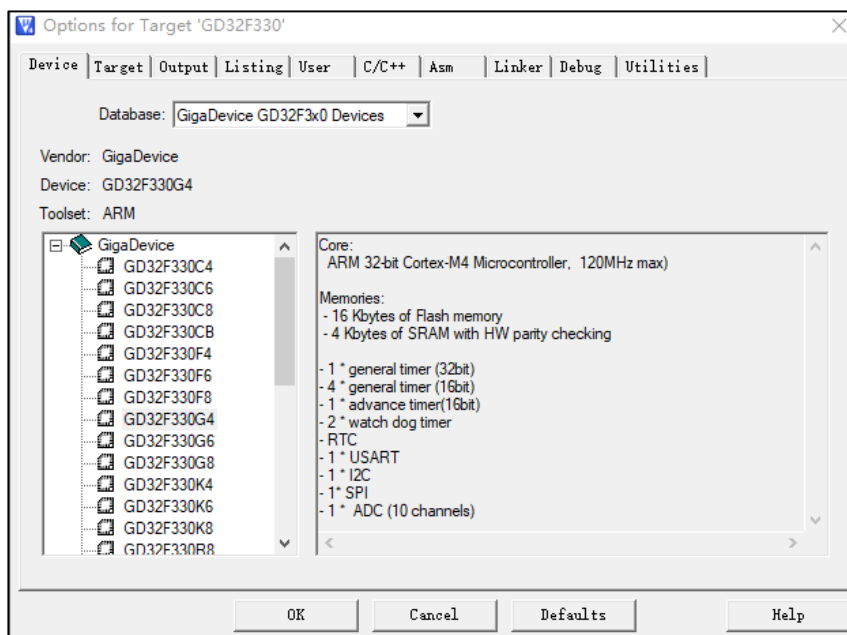 Options for Target 'GD32F330'
Device Target Output Listing User C/C++ Asm Linker Debug Utilities
Database: GigaDevice GD32F3x0 Devices
Vendor: GigaDevice
Device: GD32F330G4
Toolset: ARM
GigaDevice
GD32F330C4
GD32F330C6
GD32F330C8
GD32F330CB
GD32F330F4
GD32F330F6
GD32F330F8
GD32F330G4
GD32F330G6
GD32F330G8
GD32F330K4
GD32F330K6
GD32F330K8
GD32F330R8
Core:
ARM 32-bit Cortex-M4 Microcontroller, 120MHz max)
Memories:
- 16 Kbytes of Flash memory
- 4 Kbytes of SRAM with HW parity checking
- 1 * general timer (32bit)
- 4 * general timer (16bit)
- 1 * advance timer(16bit)
- 2 * watch dog timer
- RTC
- 1 * USART
- 1 * I2C
- 1* SPI
- 1 * ADC (10 channels)
OK Cancel Defaults Help